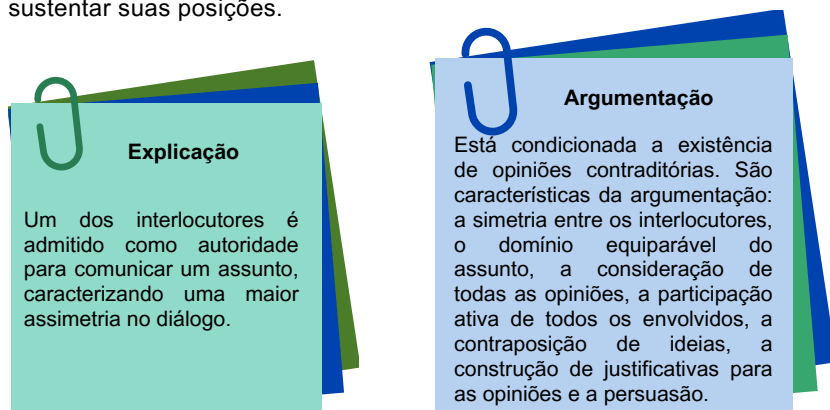 sustentar suas posições.
Explicação
Um dos interlocutores é
admitido como autoridade
para comunicar um assunto,
caracterizando uma maior
assimetria no diálogo.
Argumentação
Está condicionada a existência
de opiniões contraditórias. São
características da argumentação:
a simetria entre os interlocutores,
o domínio equiparável do
assunto, a consideração de
todas as opiniões, a participação
ativa de todos os envolvidos, a
contraposição de ideias, a
construção de justificativas para
as opiniões e a persuasão.